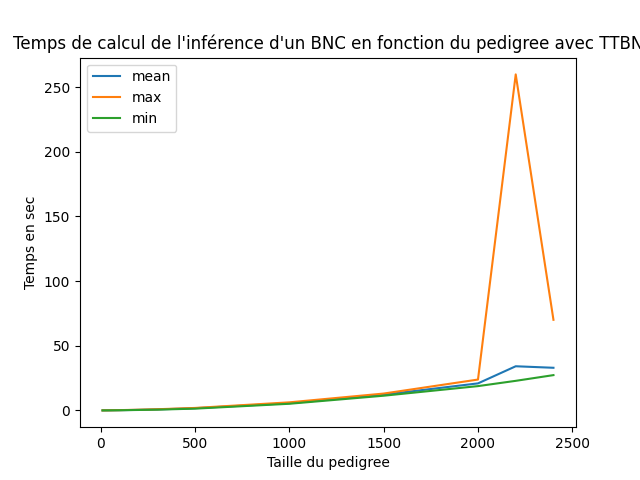 Temps de calcul de l'inférence d'un BNC en fonction du pedigree avec TTBN
mean
max
min
250
200
150
100
50
0
Temps en sec
0 500 1000 1500 2000 2500
Taille du pedigree